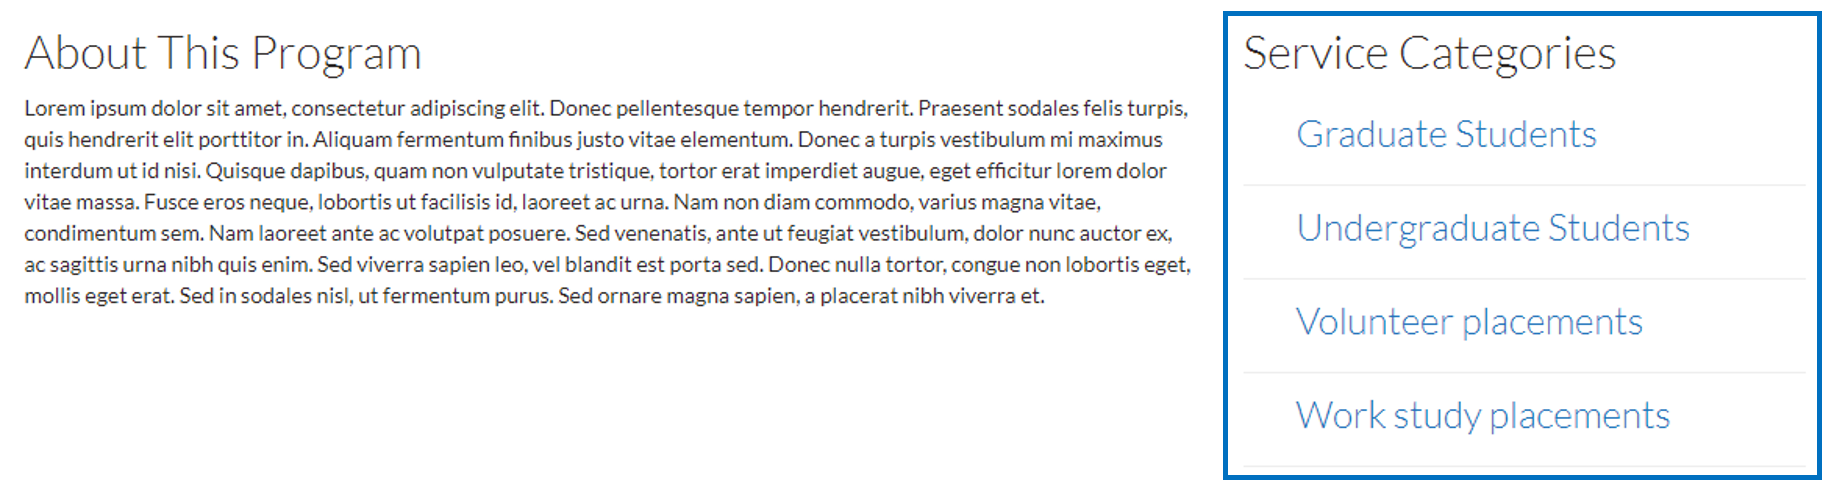 About This Program
Lorem ipsum dolor sit amet, consectetur adipiscing elit. Donec pellentesque tempor hendrerit. Praesent sodales felis turpis,
quis hendrerit elit porttitor in. Aliquam fermentum finibus justo vitae elementum. Donec a turpis vestibulum mi maximus
interdum ut id nisi. Quisque dapibus, quam non vulputate tristique, tortor erat imperdiet augue, eget efficitur lorem dolor
vitae massa. Fusce eros neque, lobortis ut facilisis id, laoreet ac urna. Nam non diam commodo, varius magna vitae,
condimentum sem. Nam laoreet ante ac volutpat posuere. Sed venenatis, ante ut feugiat vestibulum, dolor nunc auctor ex,
ac sagittis urna nibh quis enim. Sed viverra sapien leo, vel blandit est porta sed. Donec nulla tortor, congue non lobortis eget,
mollis eget erat. Sed in sodales nisl, ut fermentum purus. Sed ornare magna sapien, a placerat nibh viverra et.
Service Categories
Graduate Students
Undergraduate Students
Volunteer placements
Work study placements